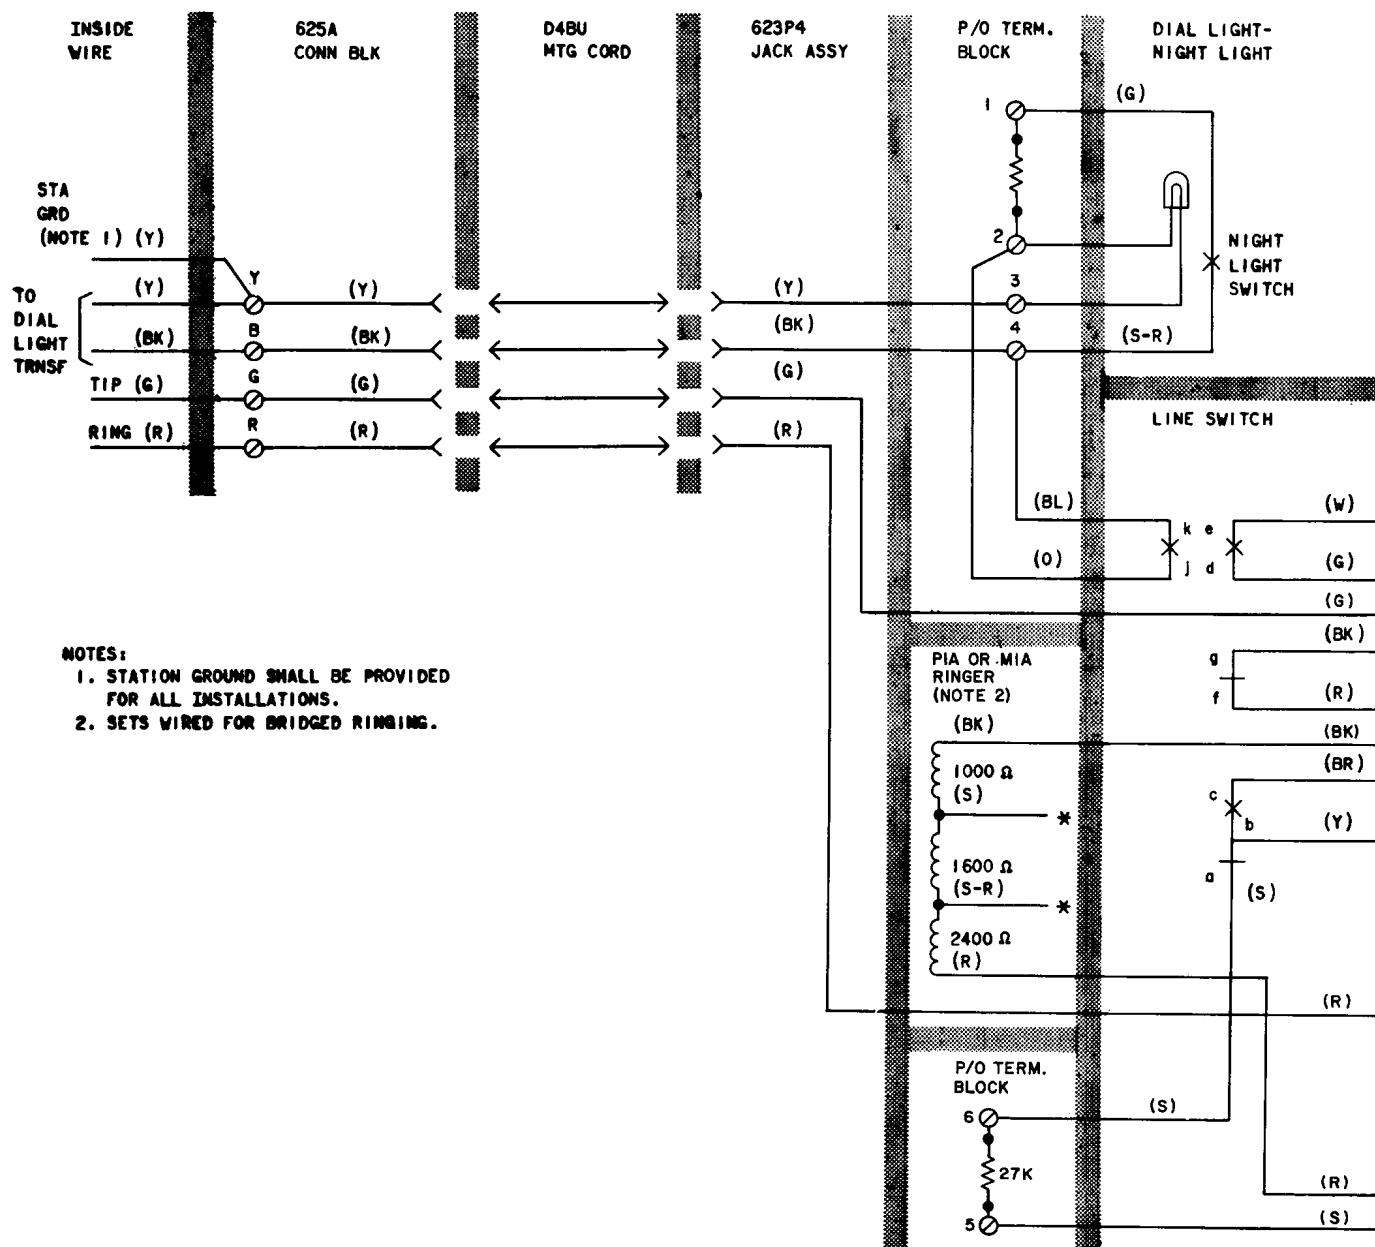 INSIDE
WIRE
625A
CONN BLK
D4BU
MTG CORD
623P4
JACK ASSY
P/O TERM.
BLOCK
DIAL LIGHT-
NIGHT LIGHT
1
(G)
STA
GRD
(NOTE 1) (Y)
2
NIGHT
LIGHT
SWITCH
TO
DIAL
LIGHT
TRNSF
(Y)
Y
(Y)
(Y)
3
(BK)
B
(BK)
(BK)
4
(S-R)
TIP (G)
G
(G)
(G)
RING (R)
R
(R)
(R)
LINE SWITCH
(BL)
k e
(W)
(O)
j d
(G)
(G)
NOTES:
1. STATION GROUND SHALL BE PROVIDED
FOR ALL INSTALLATIONS.
2. SETS WIRED FOR BRIDGED RINGING.
PIA OR MIA
RINGER
(NOTE 2)
(BK)
g
(BK)
f
(R)
(BK)
1000 Ω
(S)
*
(BR)
c
b
(Y)
1600 Ω
(S-R)
*
a
(S)
2400 Ω
(R)
(R)
P/O TERM.
BLOCK
6
(S)
27K
5
(R)
(S)